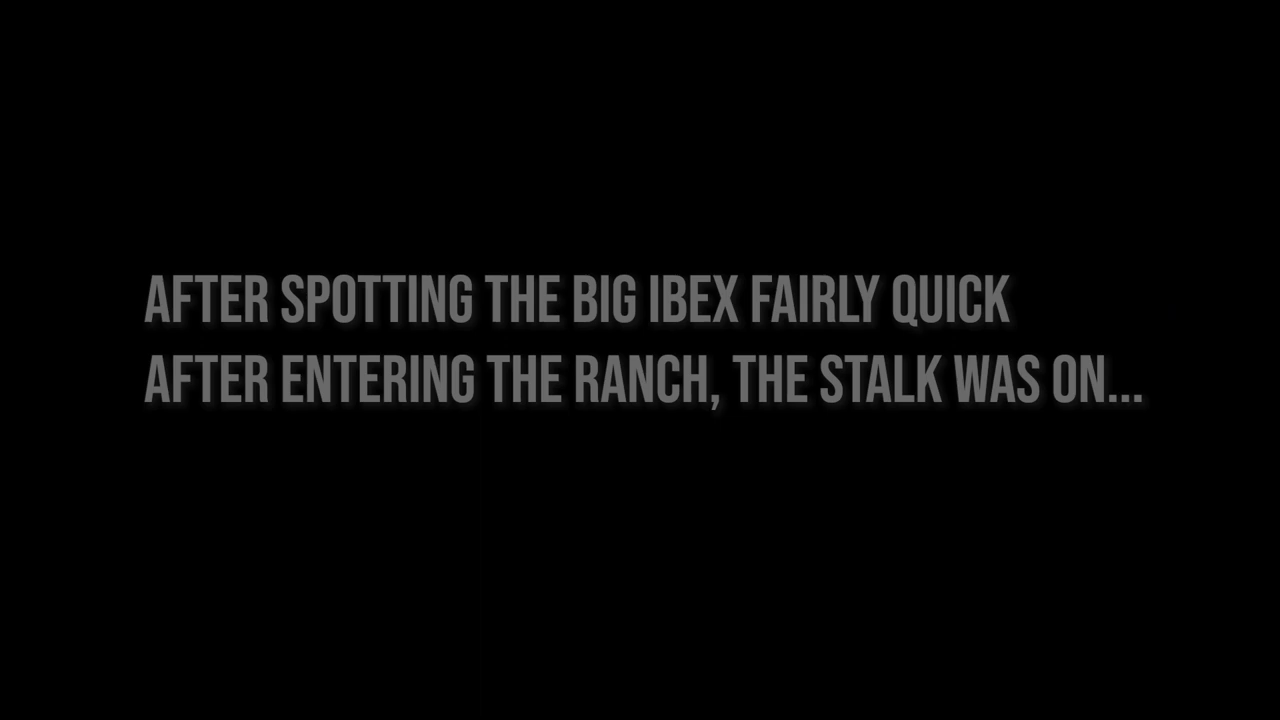 AFTER SPOTTING THE BIG IBEX FAIRLY QUICK
AFTER ENTERING THE RANCH, THE STALK WAS ON...